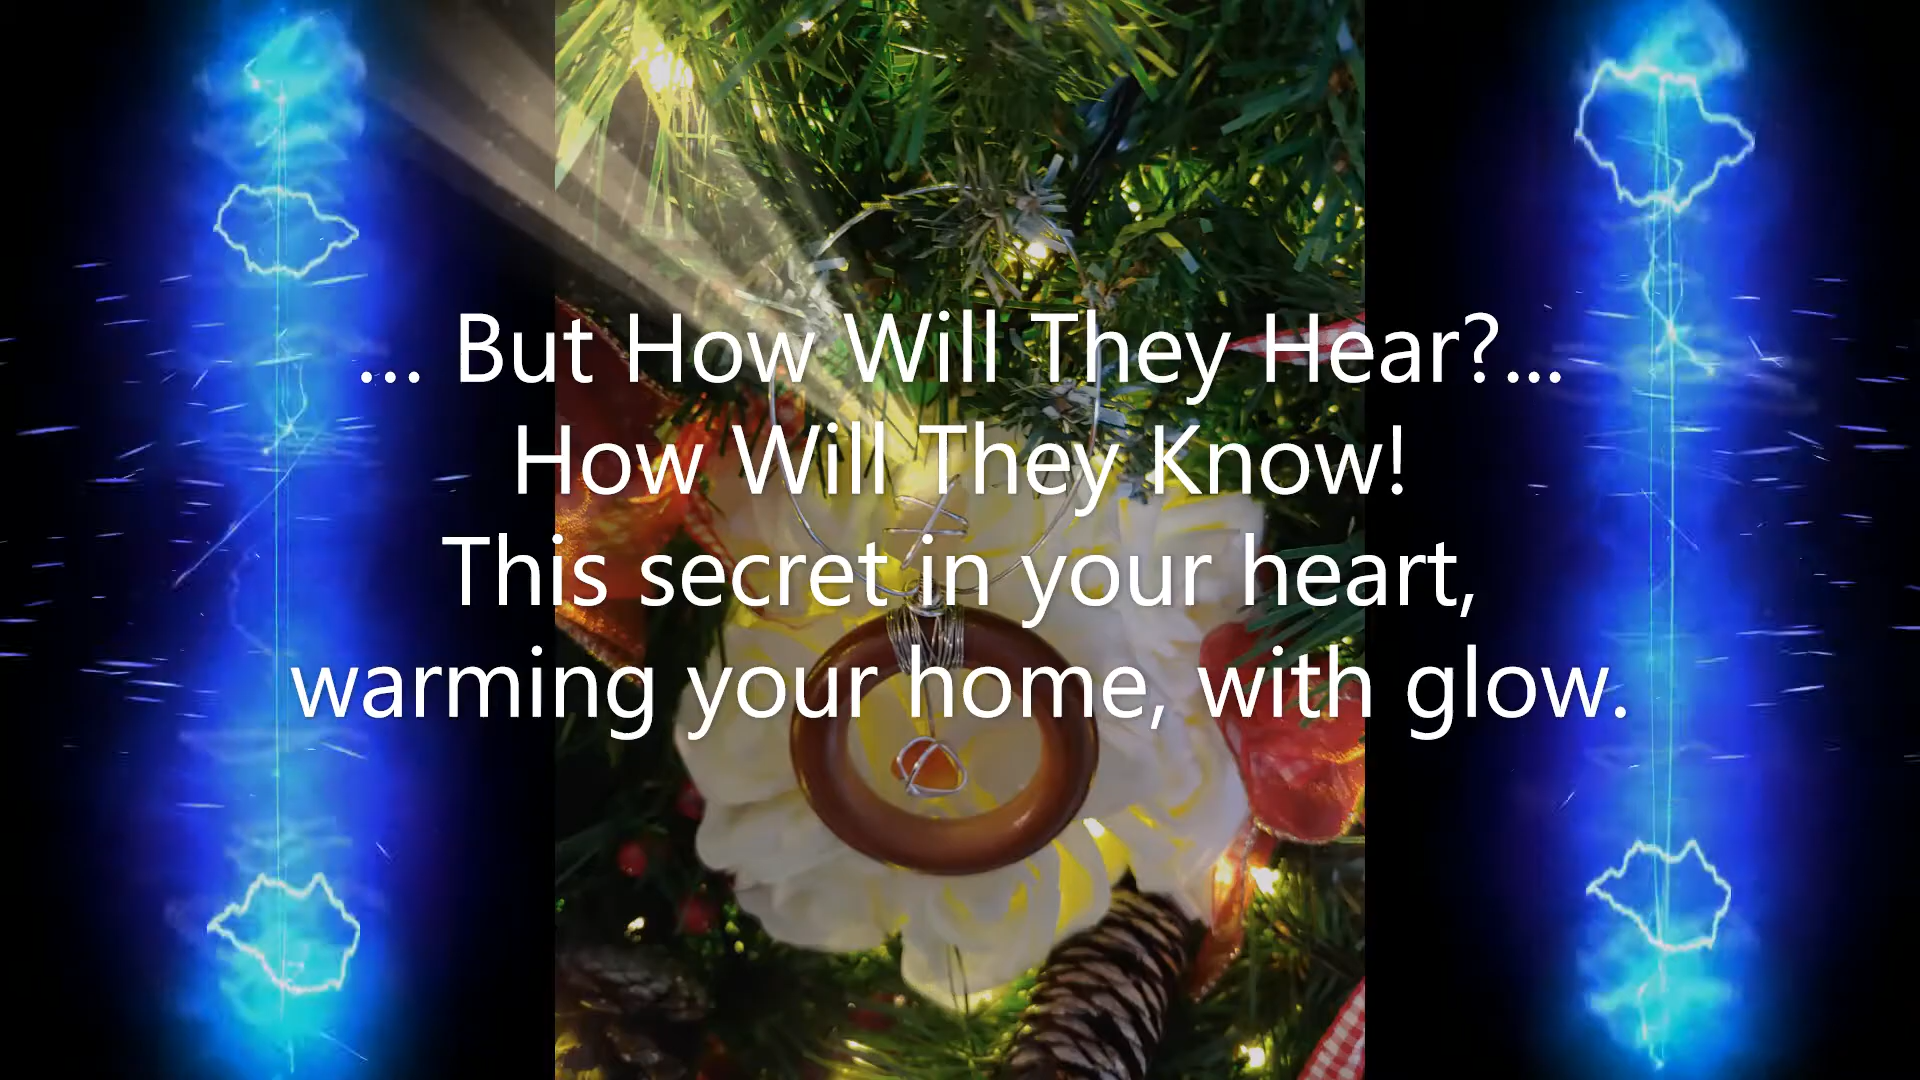 ... But How Will They Hear?...
How Will They Know!
This secret in your heart,
warming your home, with glow.